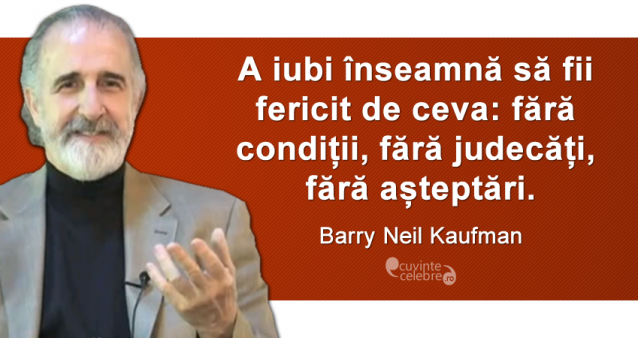 A iubi înseamnă să fii
fericit de ceva: fără
condiții, fără judecăți,
fără așteptări.
Barry Neil Kaufman
cuvinte
celebre.ro